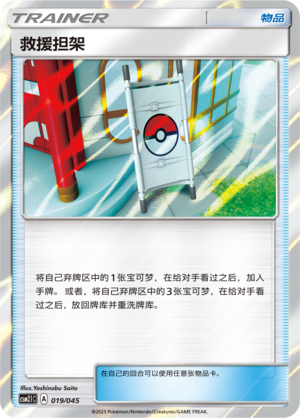 TRAINER
物品
救援担架
将自己弃牌区中的1张宝可梦，在给对手看过之后，加入
手牌。或者，将自己弃牌区中的3张宝可梦，在给对手看
过之后，放回牌库并重洗牌库。
在自己的回合可以使用任意张物品卡。
Illus.Yoshinobu Saito
A 019/045
©2023 Pokémon/Nintendo/Creatures/GAME FREAK.